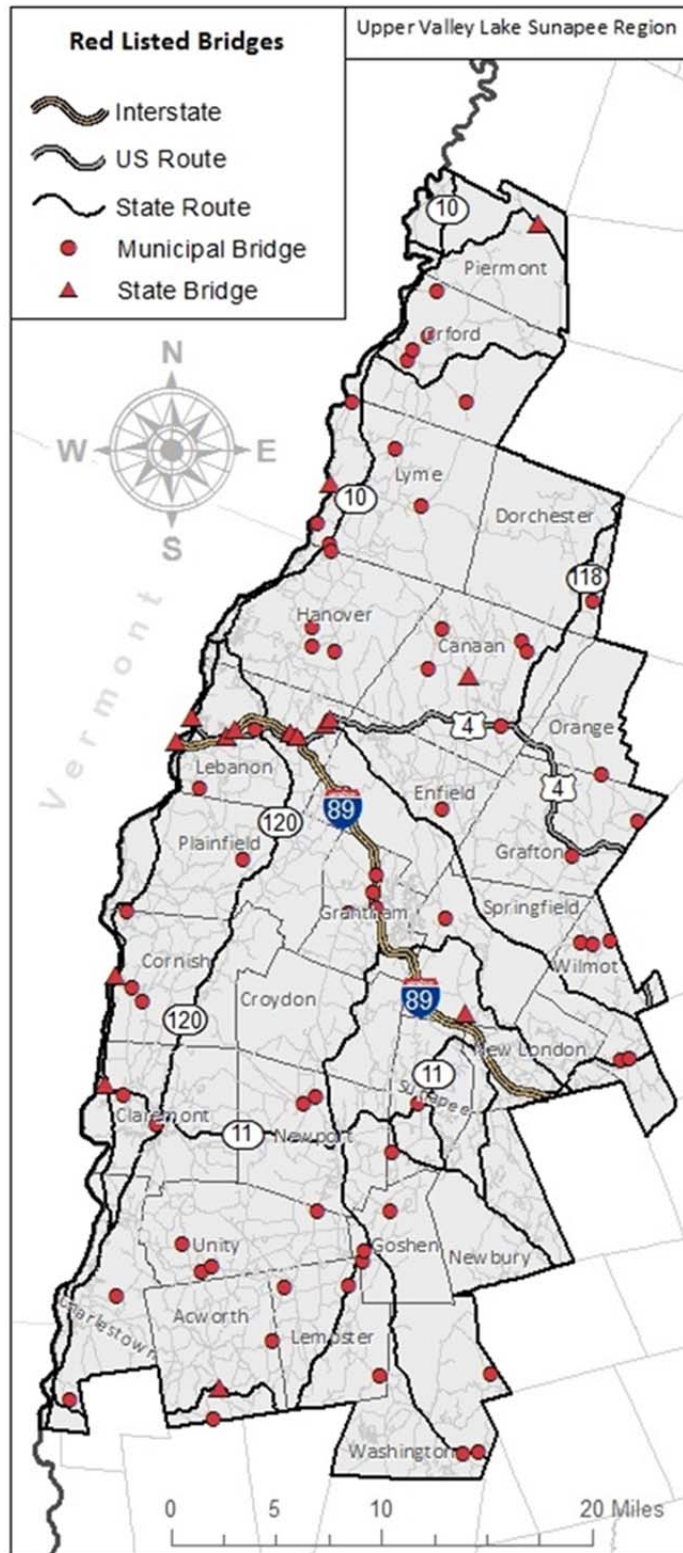 Red Listed Bridges
Upper Valley Lake Sunapee Region
Interstate
US Route
State Route
Municipal Bridge
State Bridge
10
Piermont
Orford
N
W
E
S
Lyme
10
Dorchester
118
Vermont
Hanover
Canaan
4
Orange
Lebanon
4
Enfield
89
120
Plainfield
Grafton
Grantham
Springfield
Wilmot
Cornish
Croydon
89
120
New London
11
Sunapee
Claremont
11
Newport
Unity
Goshen
Newbury
Charlestown
Acworth
Lempster
Washington
0 5 10 20 Miles